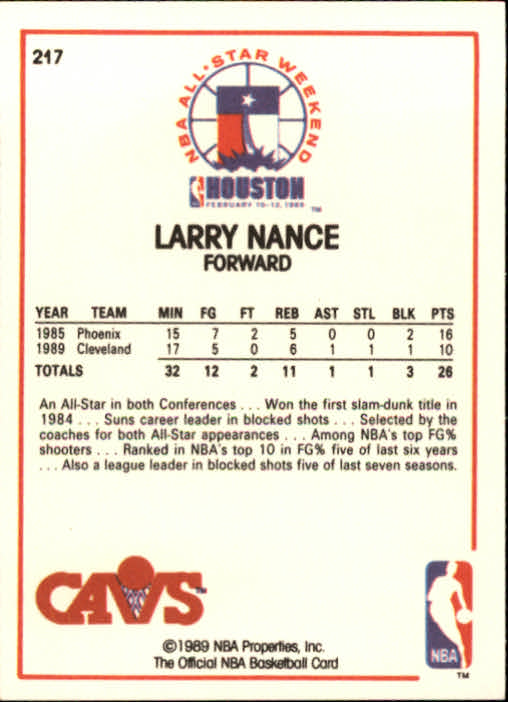 217
NBA ALL·STAR WEEKEND
HOUSTON
FEBRUARY 10-12, 1989
TM
LARRY NANCE
FORWARD
YEAR TEAM MIN FG FT REB AST STL BLK PTS
1985 Phoenix 15 7 2 5 0 0 2 16
1989 Cleveland 17 5 0 6 1 1 1 10
TOTALS 32 12 2 11 1 1 3 26
An All-Star in both Conferences . . . Won the first slam-dunk title in
1984 . . . Suns career leader in blocked shots . . . Selected by the
coaches for both All-Star appearances . . . Among NBA's top FG%
shooters . . . Ranked in NBA's top 10 in FG% five of last six years
. . . Also a league leader in blocked shots five of last seven seasons.
CAVS TM
NBA
TM
©1989 NBA Properties, Inc.
The Official NBA Basketball Card